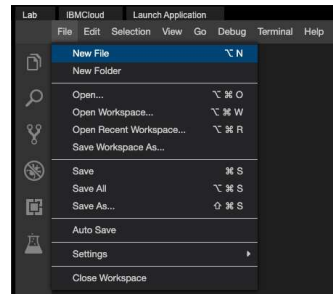 Lab IBMCloud Launch Application
File Edit Selection View Go Debug Terminal Help
New File ⌥ N
New Folder
Open... ⌥ ⌘ O
Open Workspace... ⌥ ⌘ W
Open Recent Workspace... ⌥ ⌘ R
Save Workspace As...
Save ⌘ S
Save All ⌥ ⌘ S
Save As... ⇧ ⌘ S
Auto Save
Settings
Close Workspace